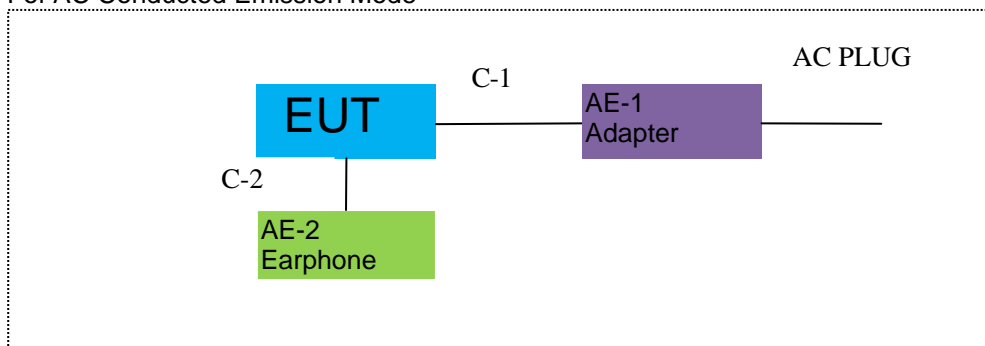 For AC Conducted Emission Mode
AC PLUG
C-1
EUT
AE-1
Adapter
C-2
AE-2
Earphone